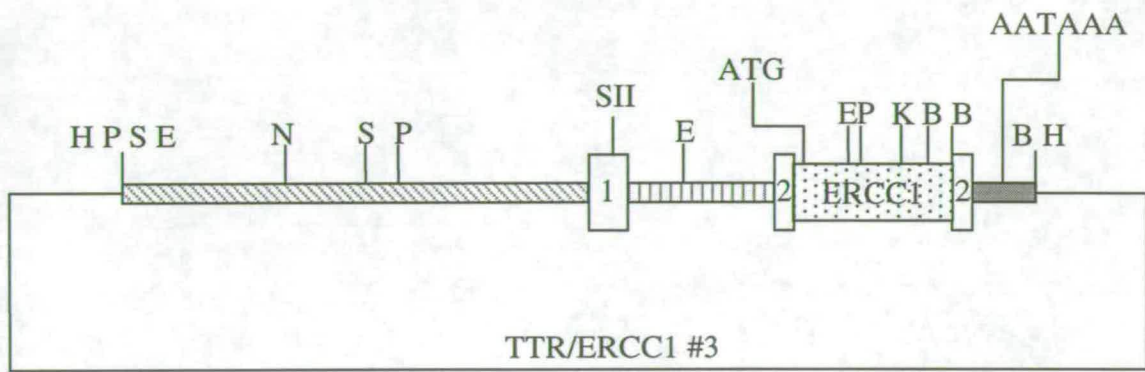 AATAAA
ATG
SII
H P S E N S P E EP K B B B H
1 2 ERCC1 2
TTR/ERCC1 #3